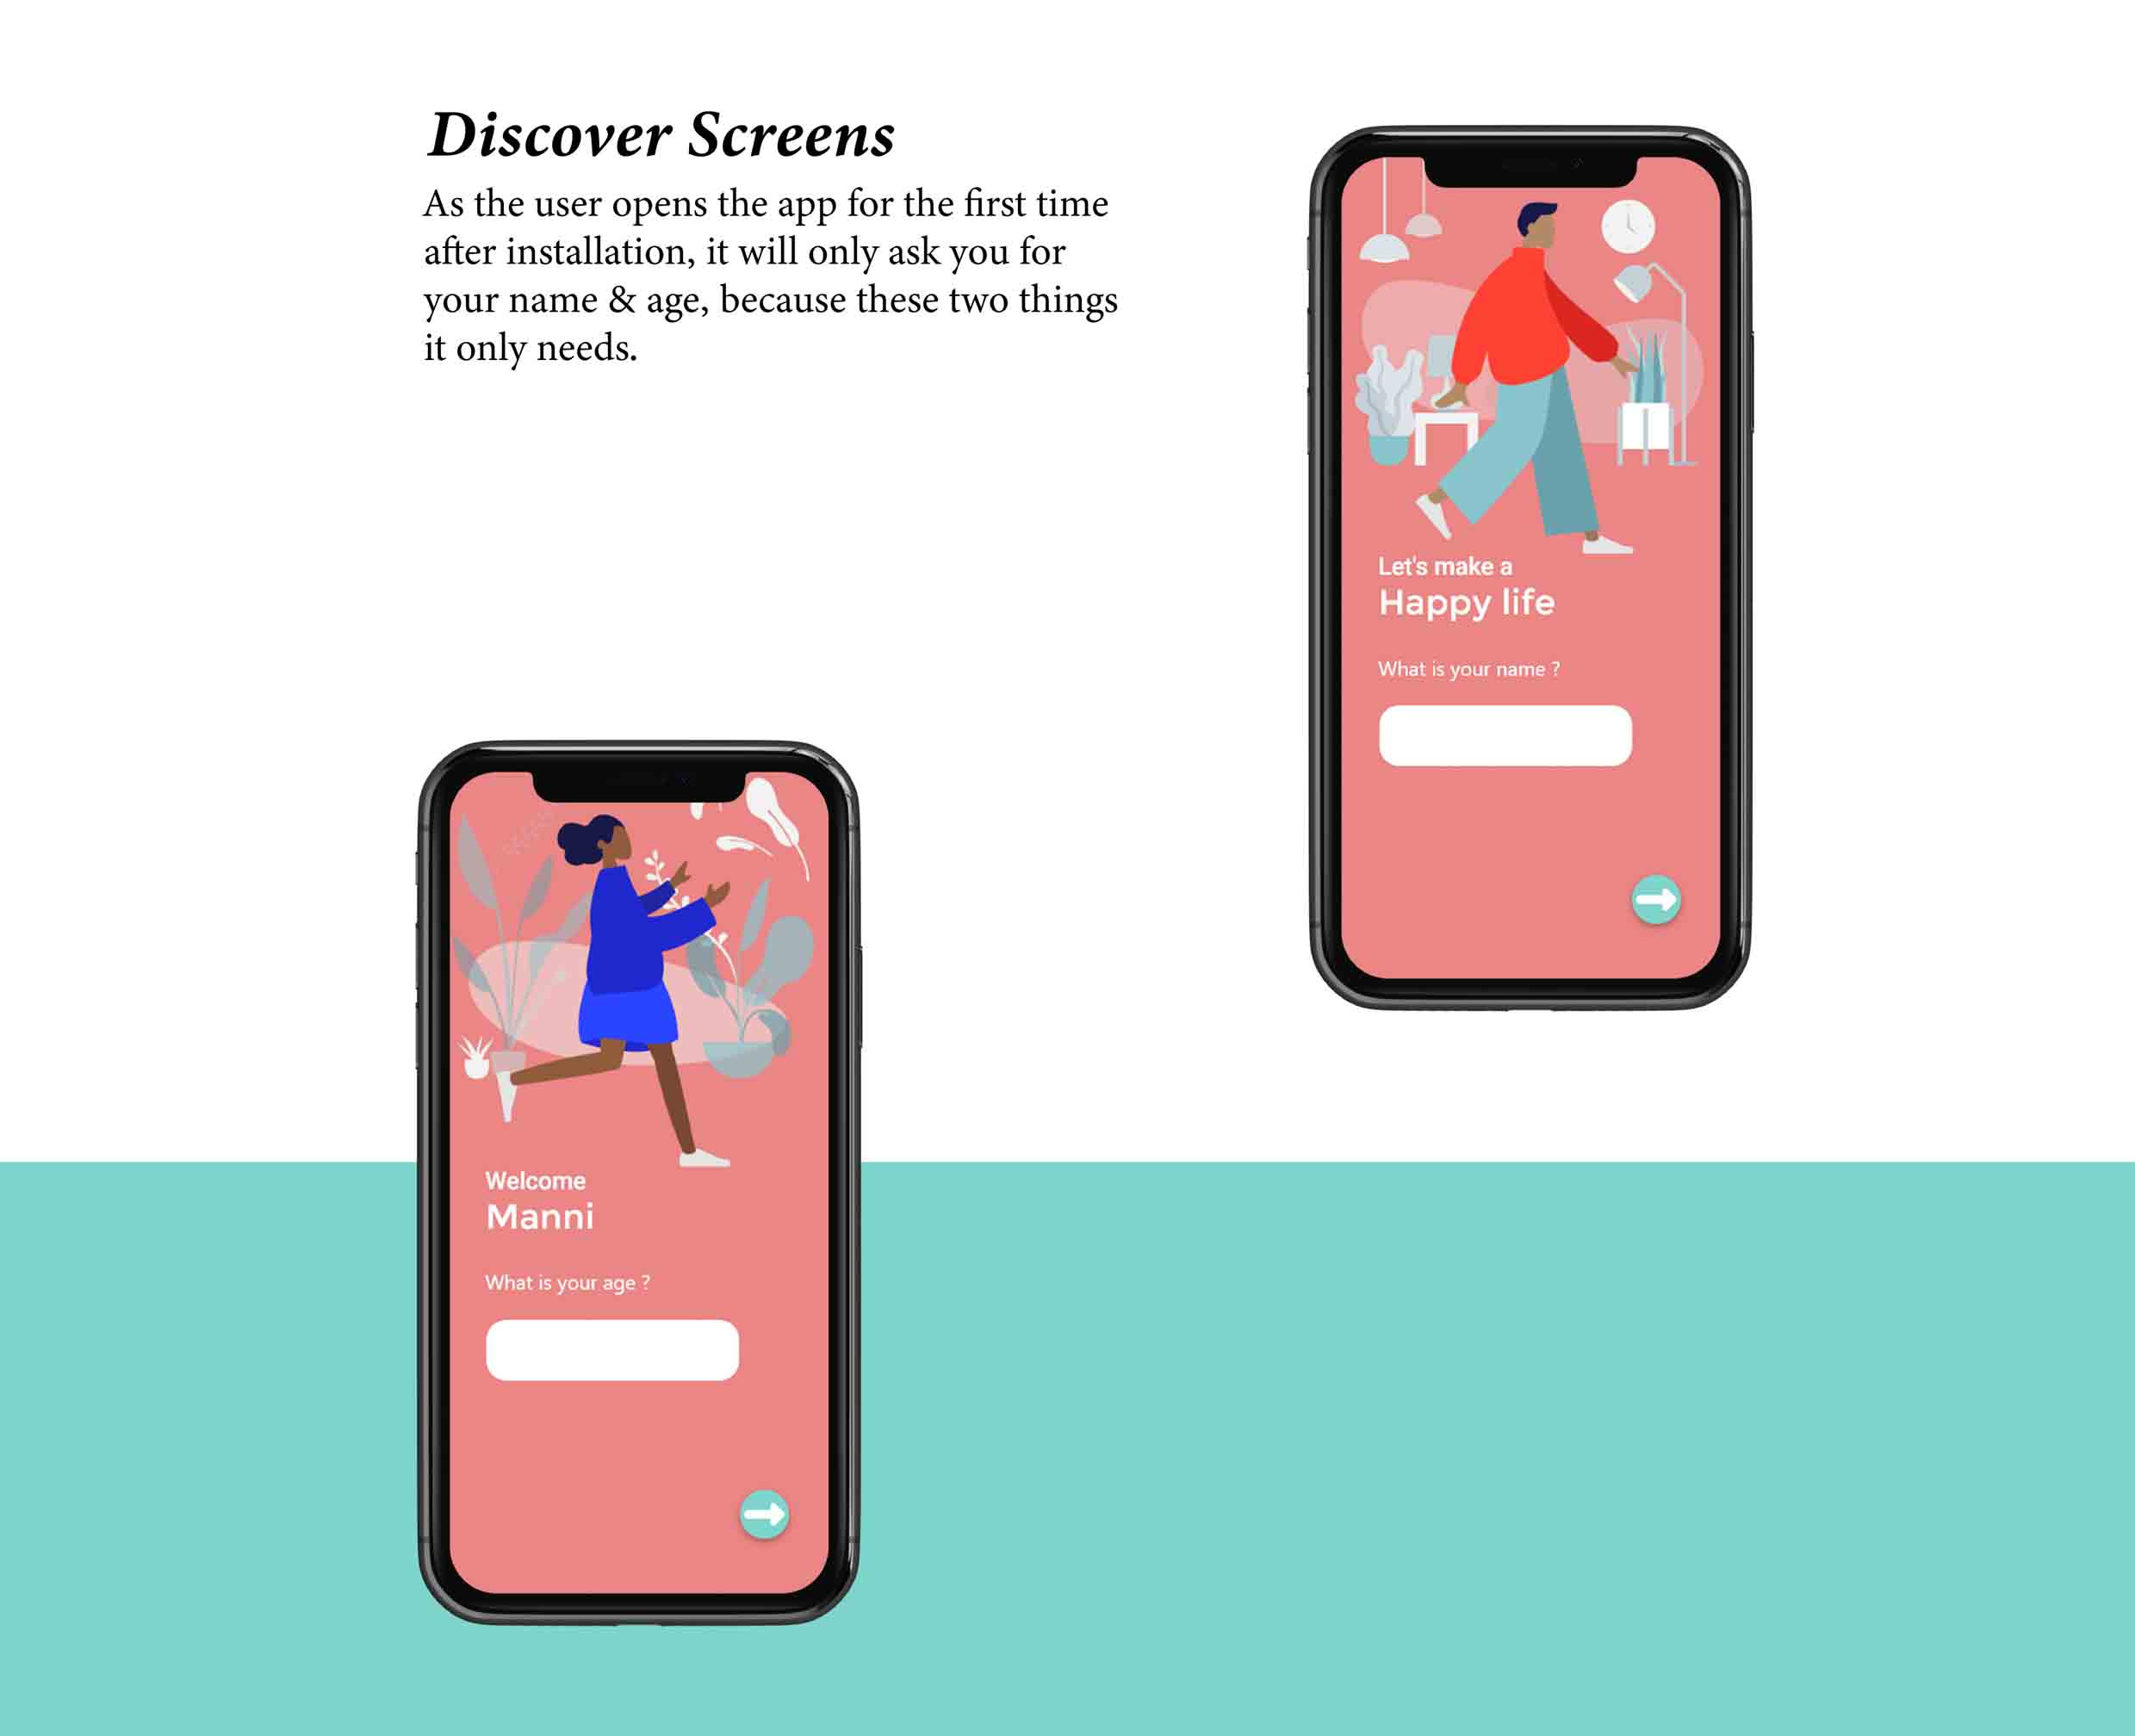 Discover Screens
As the user opens the app for the first time
after installation, it will only ask you for
your name & age, because these two things
it only needs.
Let's make a
Happy life
What is your name ?
Welcome
Manni
What is your age ?